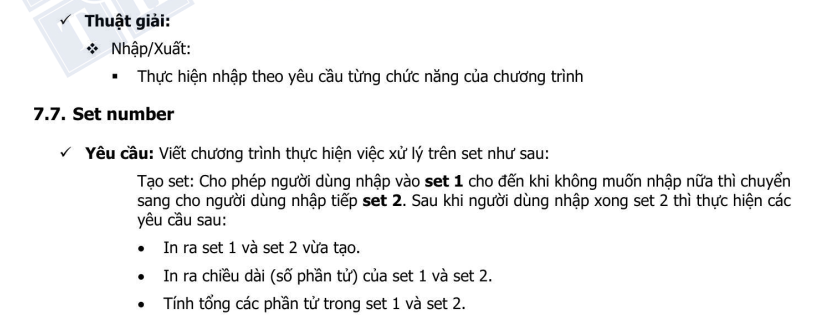 ✓ Thuật giải:
❖ Nhập/Xuất:
▪ Thực hiện nhập theo yêu cầu từng chức năng của chương trình
7.7. Set number
✓ Yêu cầu: Viết chương trình thực hiện việc xử lý trên set như sau:
Tạo set: Cho phép người dùng nhập vào set 1 cho đến khi không muốn nhập nữa thì chuyển
sang cho người dùng nhập tiếp set 2. Sau khi người dùng nhập xong set 2 thì thực hiện các
yêu cầu sau:
• In ra set 1 và set 2 vừa tạo.
• In ra chiều dài (số phần tử) của set 1 và set 2.
• Tính tổng các phần tử trong set 1 và set 2.